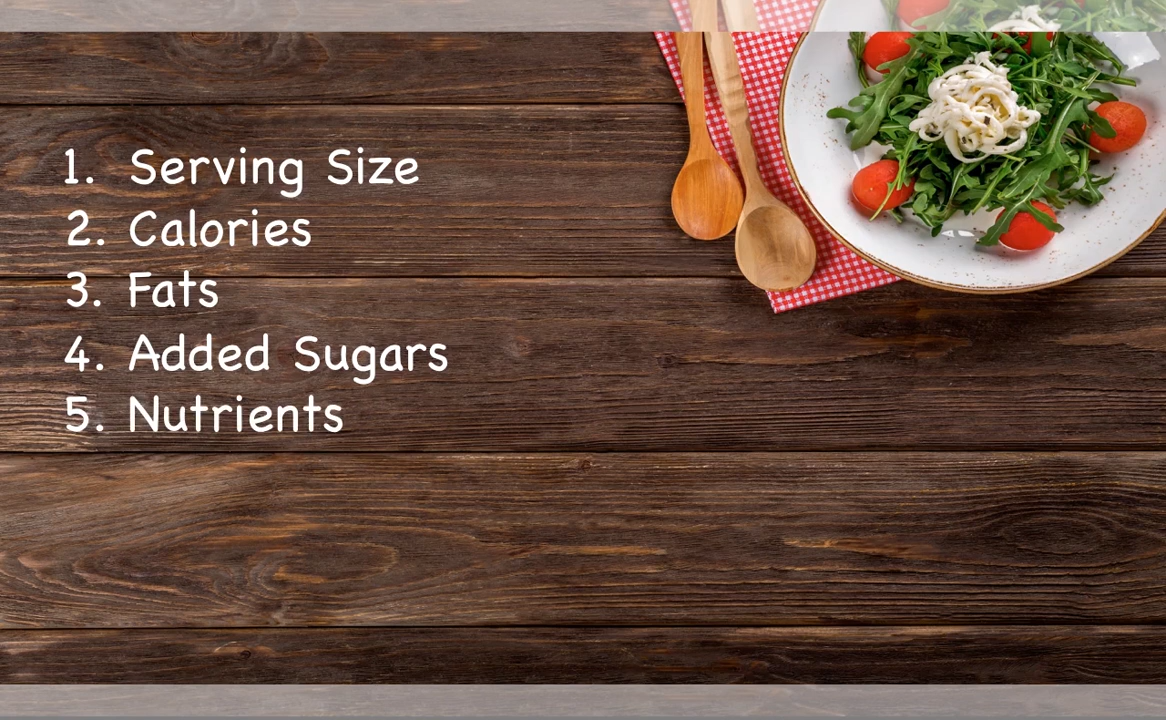 1. Serving Size
2. Calories
3. Fats
4. Added Sugars
5. Nutrients